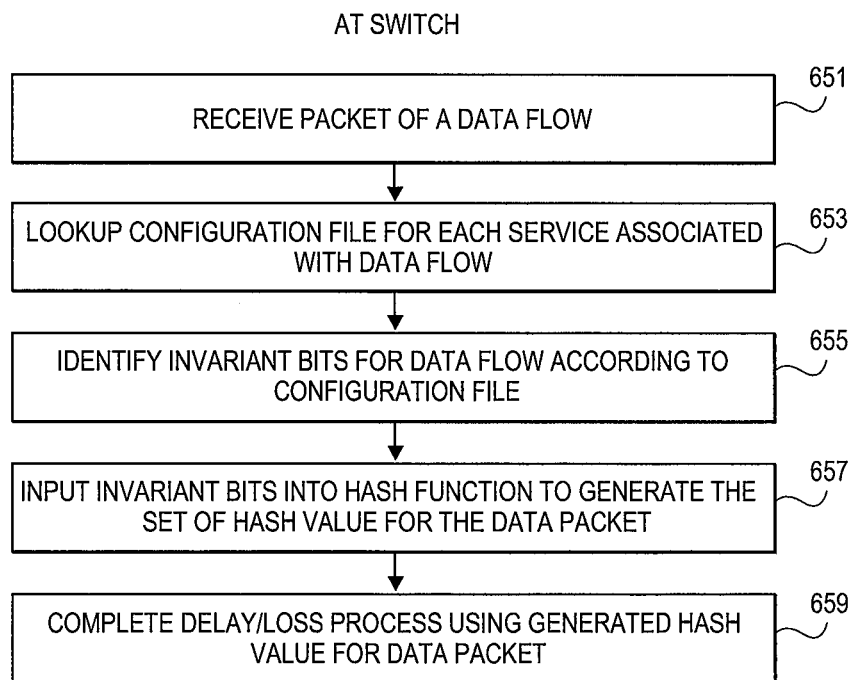 AT SWITCH
651
RECEIVE PACKET OF A DATA FLOW
653
LOOKUP CONFIGURATION FILE FOR EACH SERVICE ASSOCIATED
WITH DATA FLOW
655
IDENTIFY INVARIANT BITS FOR DATA FLOW ACCORDING TO
CONFIGURATION FILE
657
INPUT INVARIANT BITS INTO HASH FUNCTION TO GENERATE THE
SET OF HASH VALUE FOR THE DATA PACKET
659
COMPLETE DELAY/LOSS PROCESS USING GENERATED HASH
VALUE FOR DATA PACKET